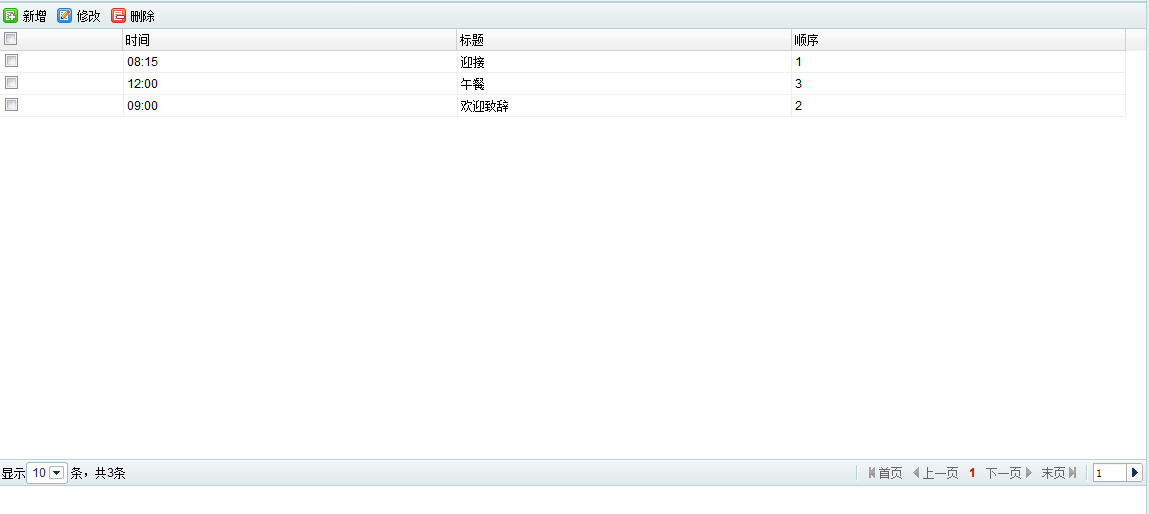 新增 修改 删除
时间 标题 顺序
08:15 迎接 1
12:00 午餐 3
09:00 欢迎致辞 2
显示 10 条，共3条 首页 上一页 1 下一页 末页 1